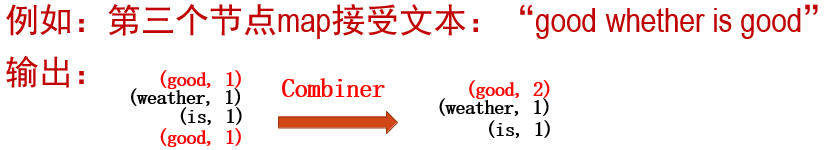 例如：第三个节点map接受文本：“good whether is good”
输出：
(good, 1)
(weather, 1)
(is, 1)
(good, 1)
Combiner
(good, 2)
(weather, 1)
(is, 1)